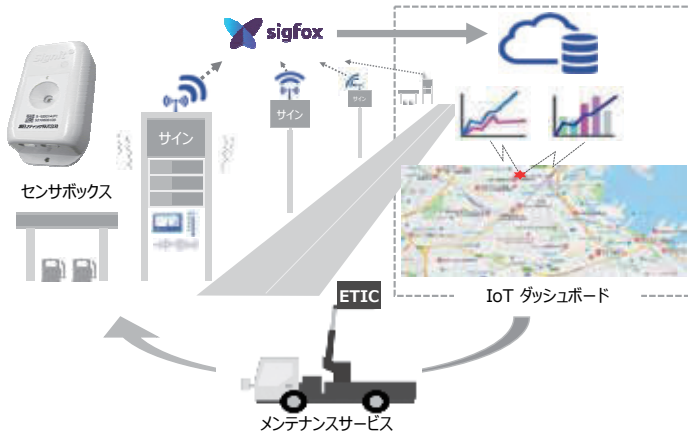 sigfox
サイン
サイン
サイン
センサボックス
IoT ダッシュボード
ETIC
メンテナンスサービス